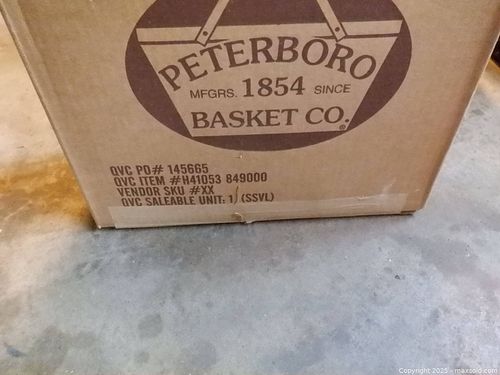 PETERBORO
MFGRS. 1854 SINCE
BASKET CO.®
QVC PO# 145665
QVC ITEM #H41053 849000
VENDOR SKU #XX
QVC SALEABLE UNIT: 1 (SSVL)
Copyright 2025 - maxsold.com